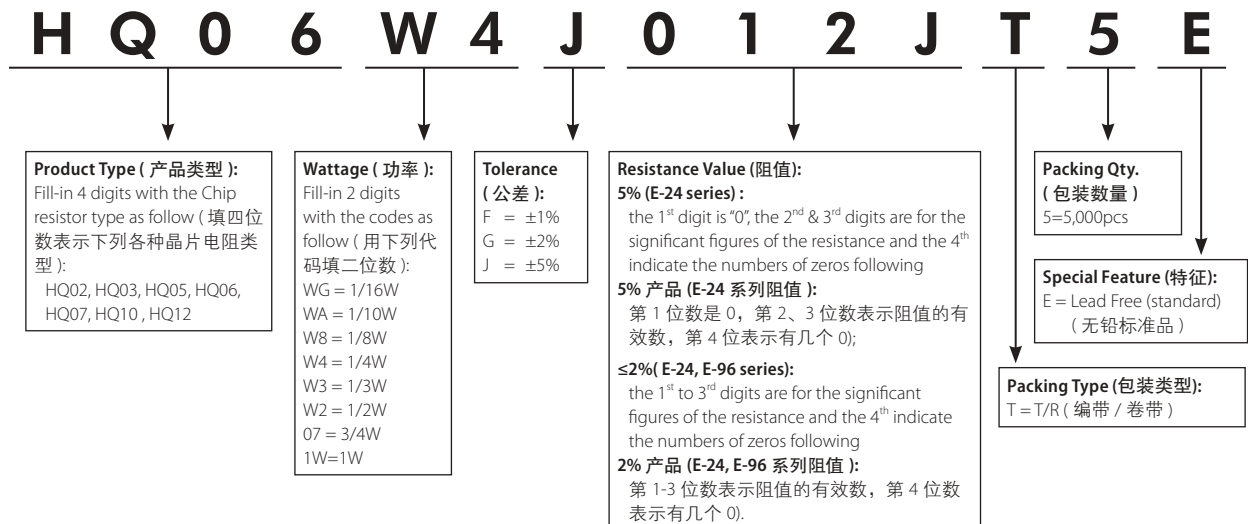 H Q 0 6 W 4 J 0 1 2 J T 5 E
Product Type ( 产品类型 ):
Fill-in 4 digits with the Chip
resistor type as follow ( 填四位
数表示下列各种晶片电阻类
型 ):
HQ02, HQ03, HQ05, HQ06,
HQ07, HQ10 , HQ12
Wattage ( 功率 ):
Fill-in 2 digits
with the codes as
follow ( 用下列代
码填二位数 ):
WG = 1/16W
WA = 1/10W
W8 = 1/8W
W4 = 1/4W
W3 = 1/3W
W2 = 1/2W
07 = 3/4W
1W=1W
Tolerance
( 公差 ):
F = ±1%
G = ±2%
J = ±5%
Resistance Value (阻值):
5% (E-24 series) :
the 1st digit is "0", the 2nd & 3rd digits are for the
significant figures of the resistance and the 4th
indicate the numbers of zeros following
5% 产品 (E-24 系列阻值 ):
第 1 位数是 0，第 2、3 位数表示阻值的有
效数，第 4 位表示有几个 0);
≤2%( E-24, E-96 series):
the 1st to 3rd digits are for the significant
figures of the resistance and the 4th indicate
the numbers of zeros following
2% 产品 (E-24, E-96 系列阻值 ):
第 1-3 位数表示阻值的有效数，第 4 位数
表示有几个 0).
Packing Qty.
( 包装数量 )
5=5,000pcs
Special Feature (特征):
E = Lead Free (standard)
( 无铅标准品 )
Packing Type (包装类型):
T = T/R ( 编带 / 卷带 )